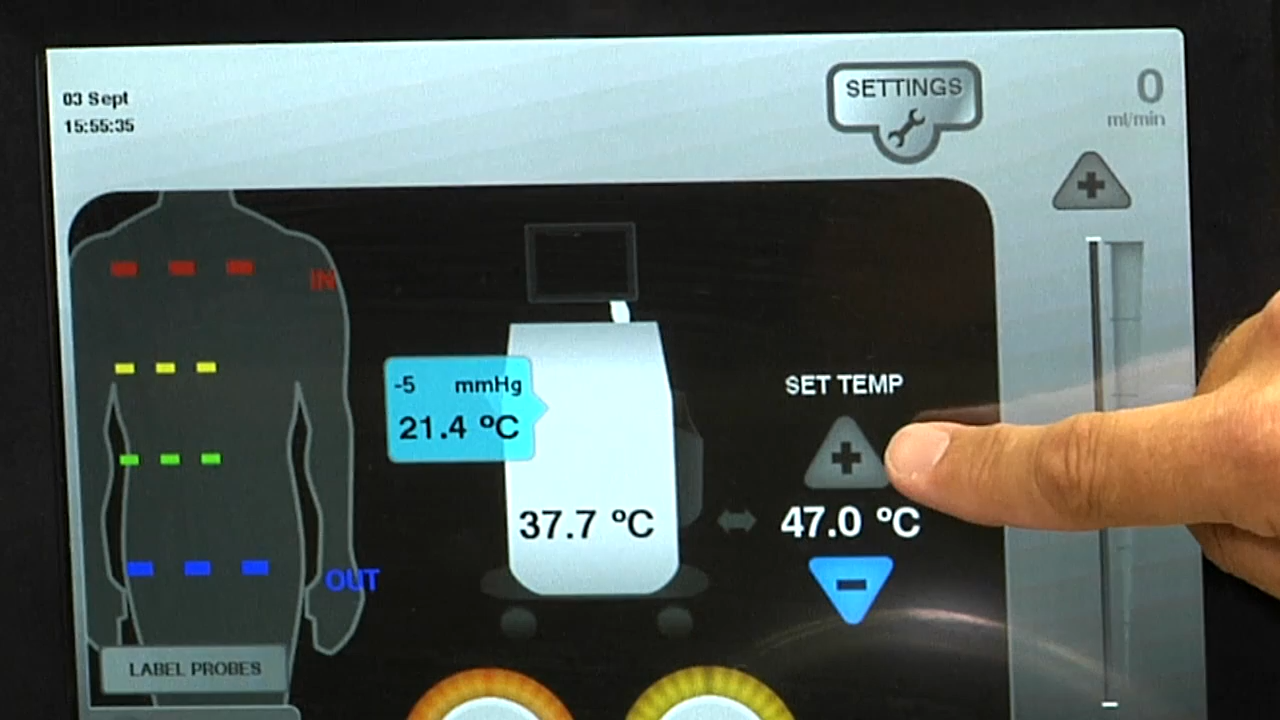 03 Sept
15:55:35
SETTINGS
0
ml/min
IN
-5 mmHg
21.4 ºC
SET TEMP
37.7 ºC
47.0 ºC
OUT
LABEL PROBES